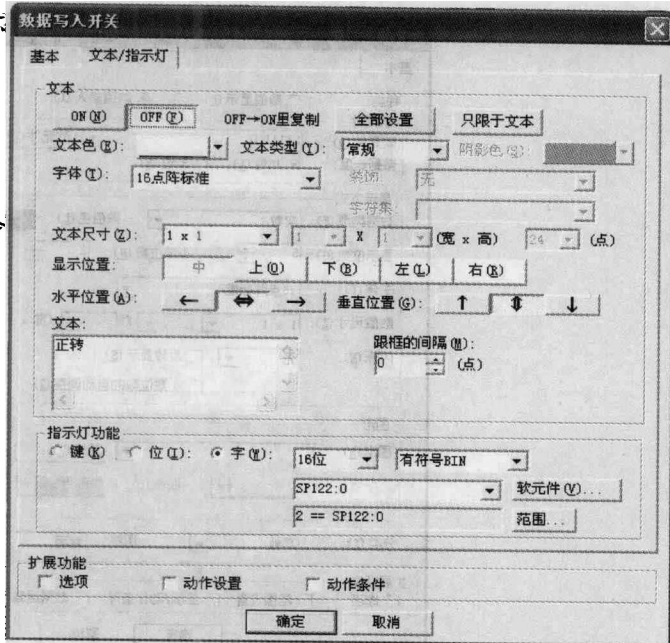 数据写入开关
基本 文本/指示灯
文本
ON(N) OFF(F) OFF→ON里复制 全部设置 只限于文本
文本色(E): 文本类型(Y): 常规 阴影色(S):
字体(T): 16点阵标准 装饰: 无
字符集:
文本尺寸(Z): 1 x 1 1 X 1 (宽 x 高) 24 (点)
显示位置: 中 上(O) 下(B) 左(L) 右(R)
水平位置(A): ← ⇔ → 垂直位置(G): ↑ ⇕ ↓
文本: 跟框的间隔(M):
正转 0 (点)
指示灯功能
键(K) 位(I): 字(W): 16位 有符号BIN
SP122:0 软元件(V)...
2 == SP122:0 范围...
扩展功能
选项 动作设置 动作条件
确定 取消